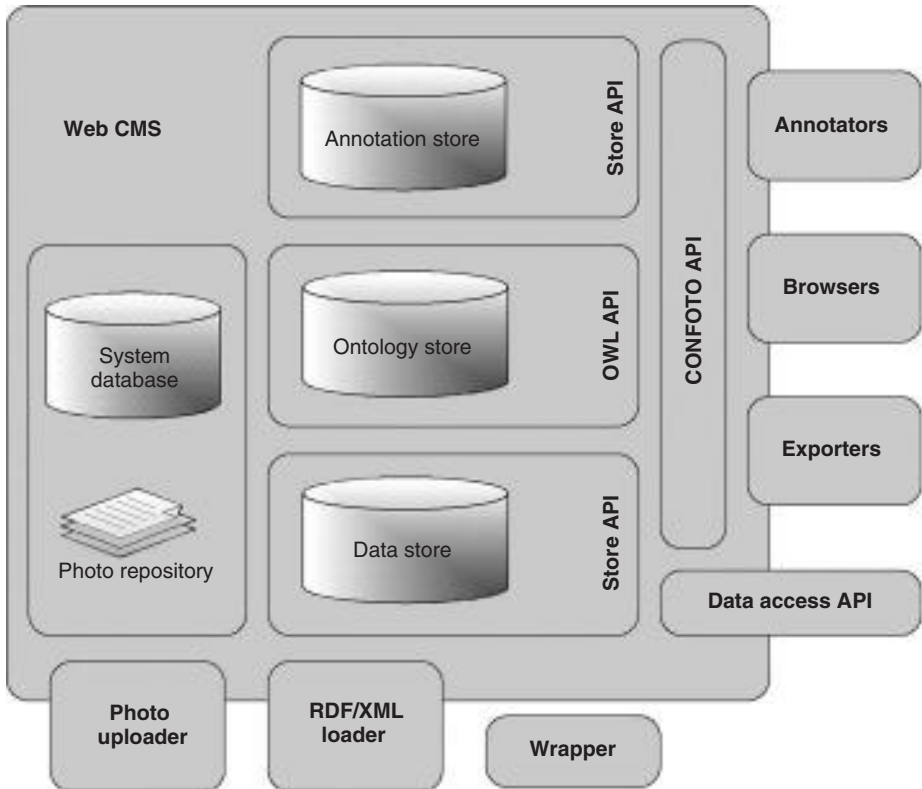 Web CMS
Annotation store
Store API
CONFOTO API
Annotators
System
database
Ontology store
OWL API
Browsers
Photo repository
Data store
Store API
Exporters
Data access API
Photo
uploader
RDF/XML
loader
Wrapper